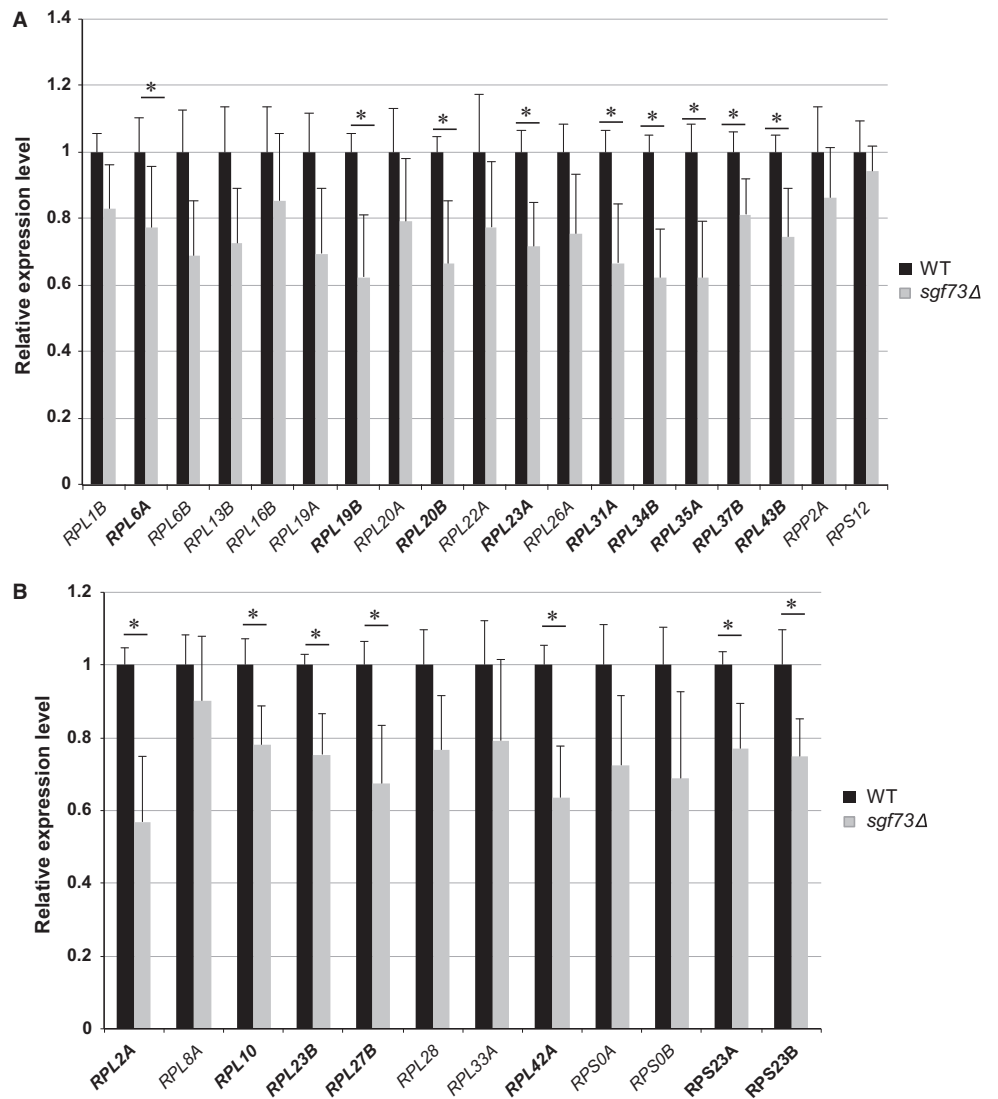 A
1.4
1.2
1
0.8
0.6
0.4
0.2
0
Relative expression level
* * * * * * * * *
RPL1B RPL6A RPL6B RPL13B RPL16B RPL19A RPL19B RPL20A RPL20B RPL22A RPL23A RPL26A RPL31A RPL34B RPL35A RPL37B RPL43B RPP2A RPS12
WT
sgf73Δ
B
1.2
1
0.8
0.6
0.4
0.2
0
Relative expression level
* * * * * * *
RPL2A RPL8A RPL10 RPL23B RPL27B RPL28 RPL33A RPL42A RPS0A RPS0B RPS23A RPS23B
WT
sgf73Δ